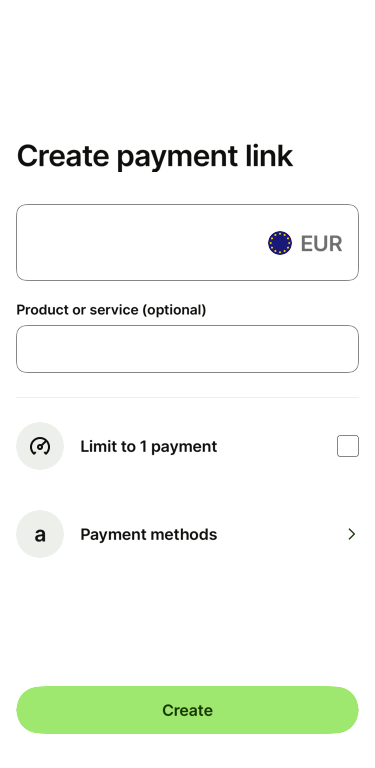 Create payment link
EUR
Product or service (optional)
Limit to 1 payment
a
Payment methods
Create